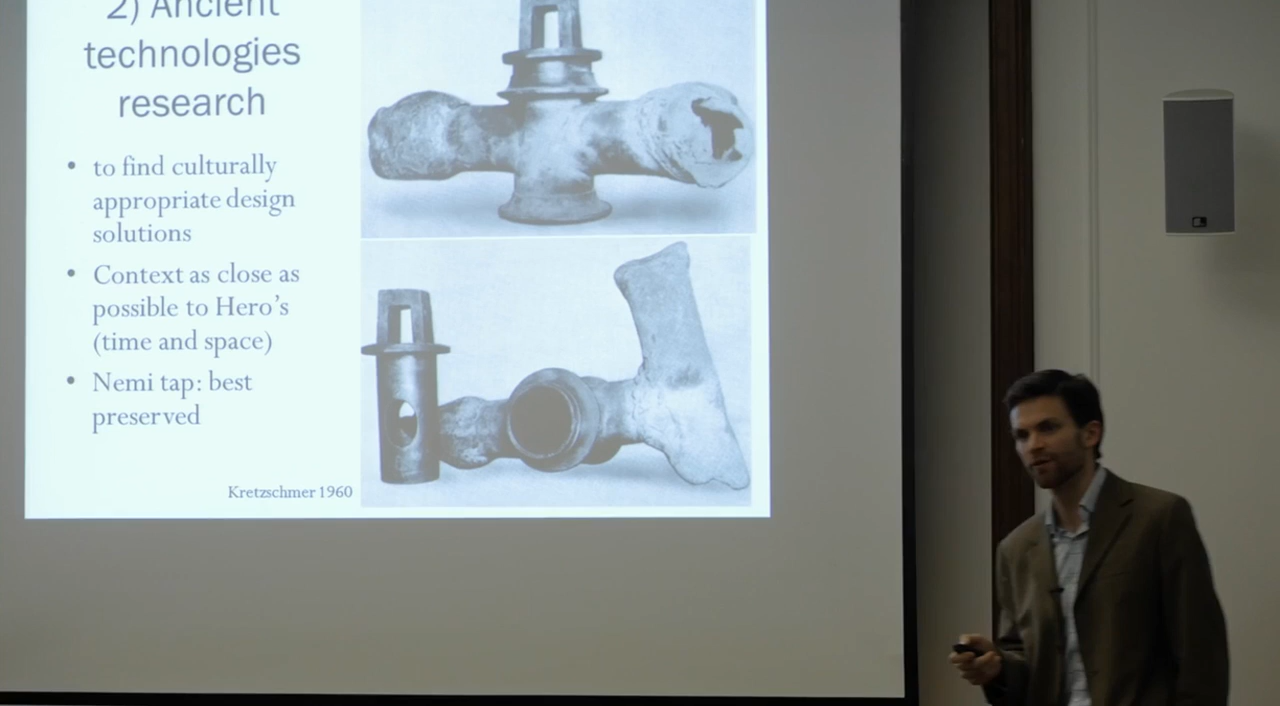 2) Ancient
technologies
research
• to find culturally
appropriate design
solutions
• Context as close as
possible to Hero's
(time and space)
• Nemi tap: best
preserved
Kretzschmer 1960